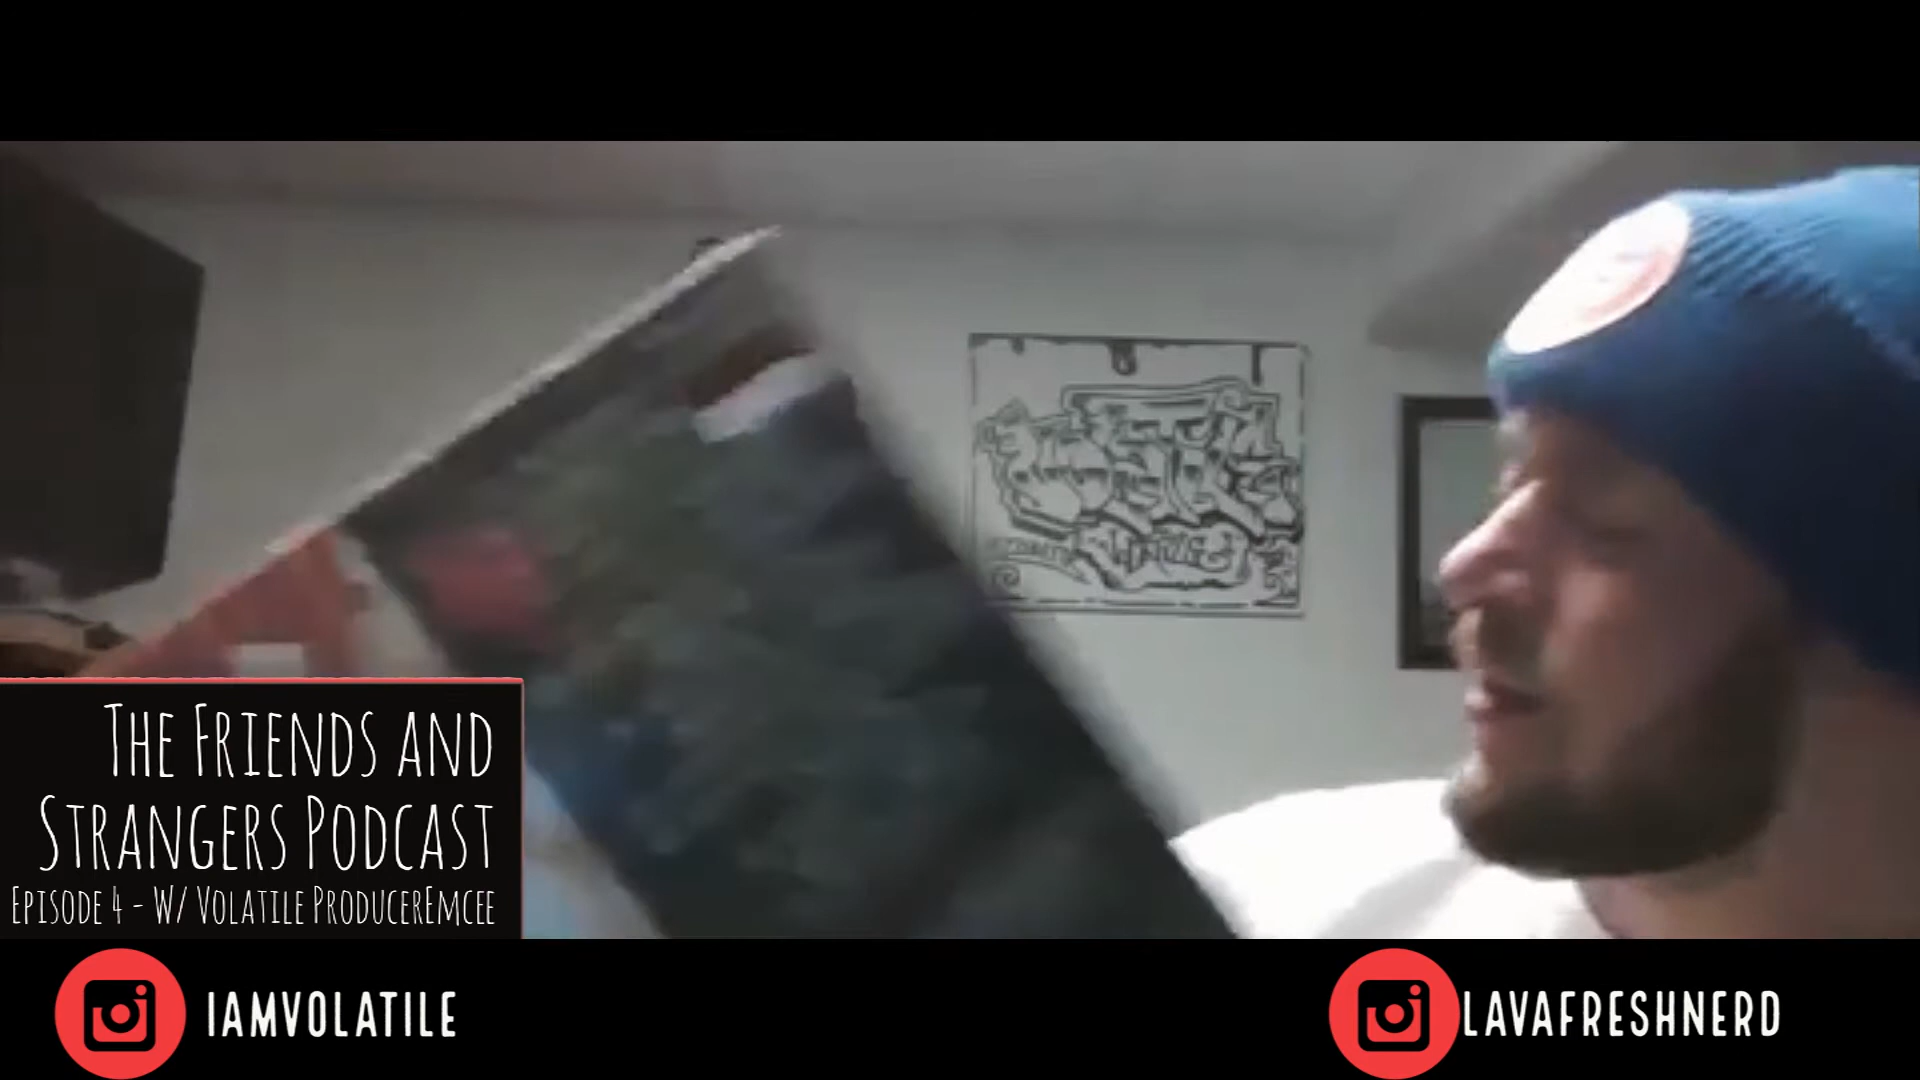 The Friends and
Strangers Podcast
Episode 4 - W/ Volatile ProducerEmcee
IAMVOLATILE
LAVAFRESHNERD